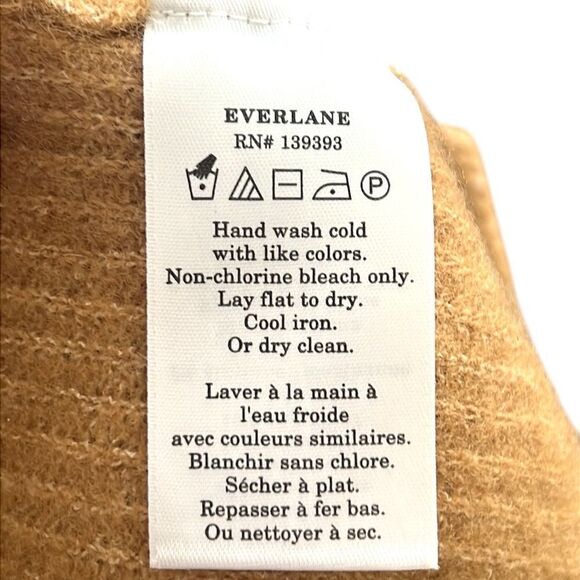 EVERLANE
RN# 139393
P
Hand wash cold
with like colors.
Non-chlorine bleach only.
Lay flat to dry.
Cool iron.
Or dry clean.
Laver à la main à
l'eau froide
avec couleurs similaires.
Blanchir sans chlore.
Sécher à plat.
Repasser à fer bas.
Ou nettoyer à sec.